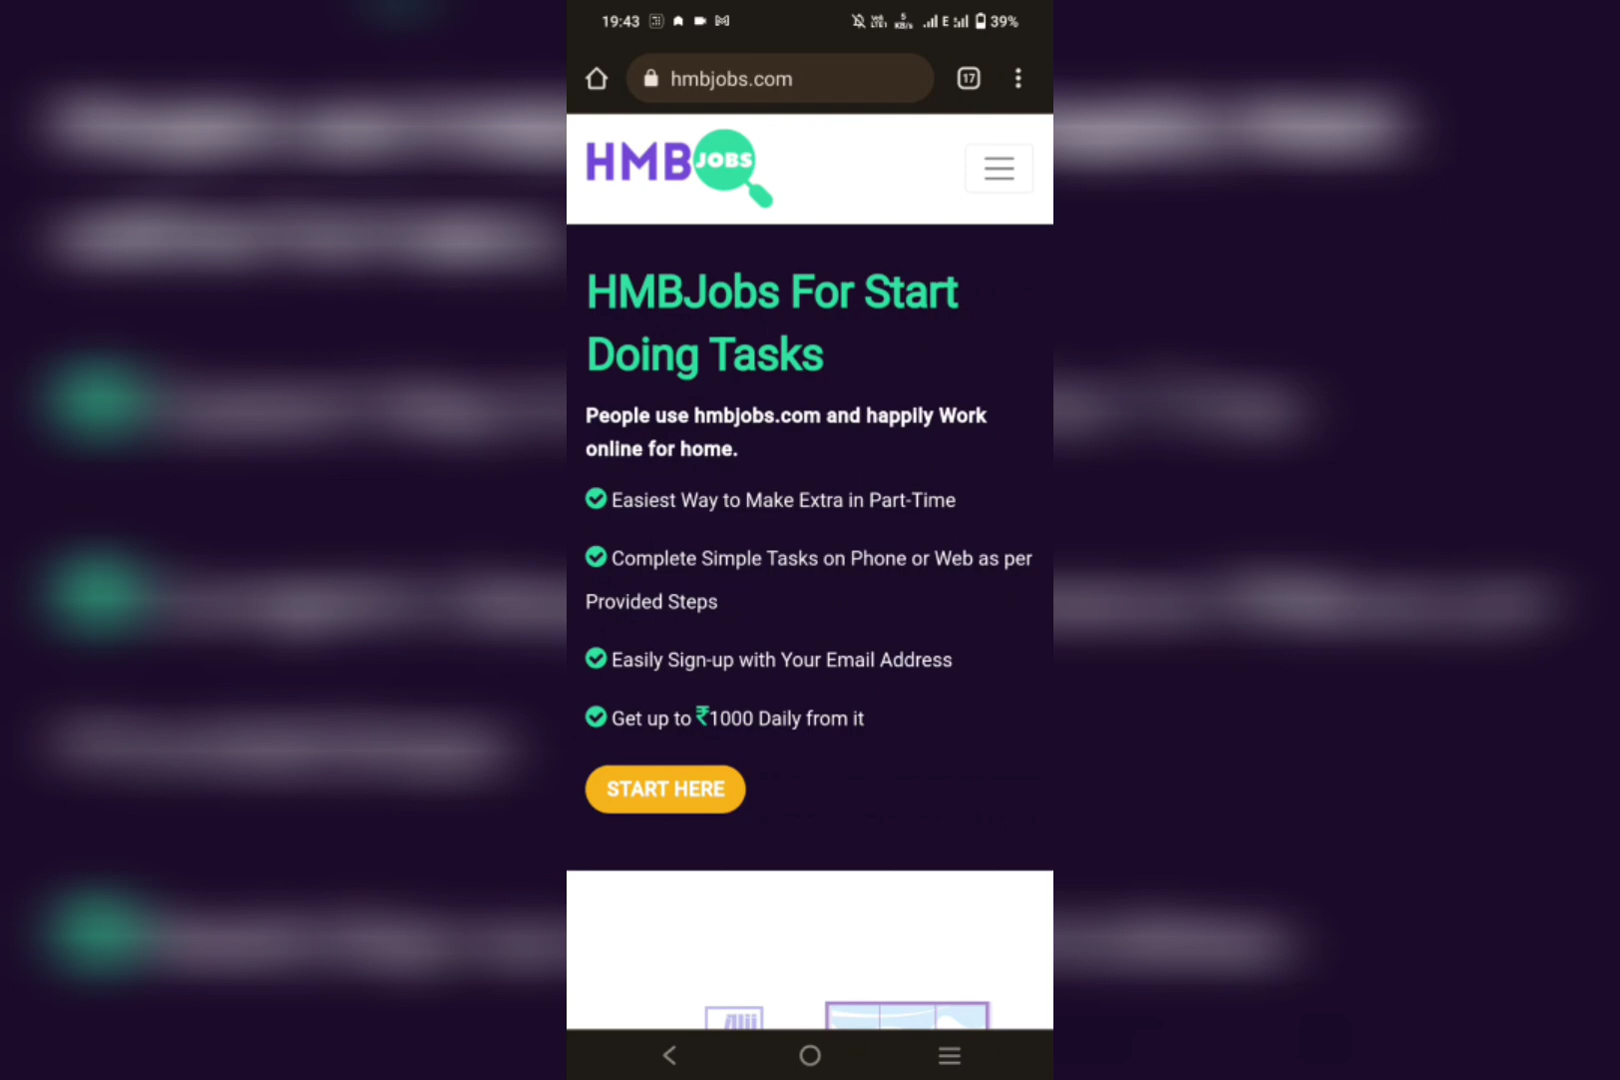 19:43
5
KB/s
E
39%
hmbjobs.com
17
HMB JOBS
HMBJobs For Start
Doing Tasks
People use hmbjobs.com and happily Work
online for home.
Easiest Way to Make Extra in Part-Time
Complete Simple Tasks on Phone or Web as per
Provided Steps
Easily Sign-up with Your Email Address
Get up to ₹1000 Daily from it
START HERE